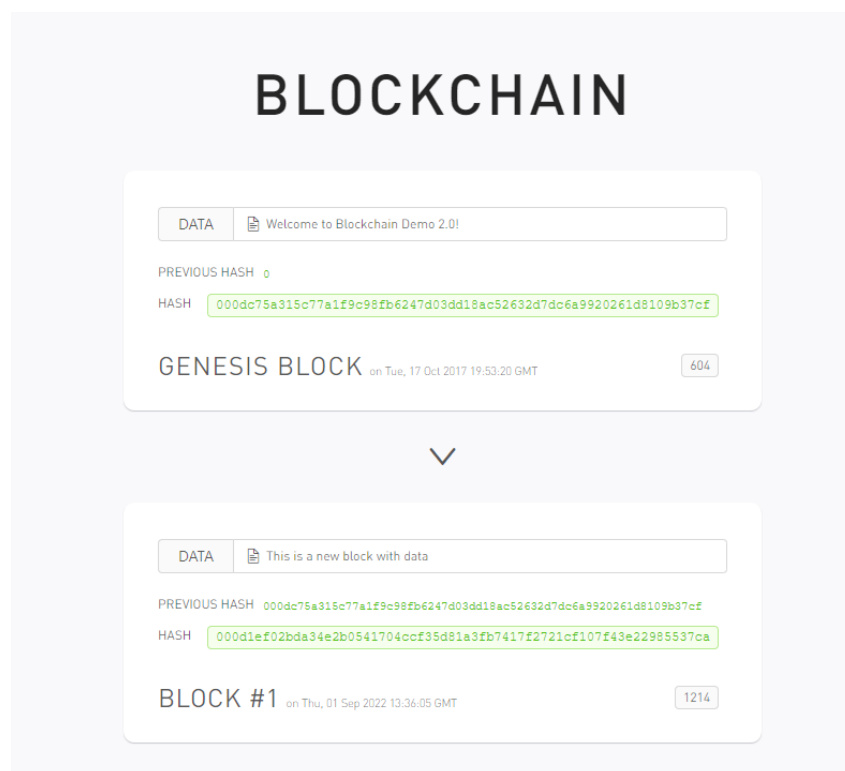 BLOCKCHAIN
DATA Welcome to Blockchain Demo 2.0!
PREVIOUS HASH 0
HASH 000dc75a315c77a1f9c98fb6247d03dd18ac52632d7dc6a9920261d8109b37cf
GENESIS BLOCK on Tue, 17 Oct 2017 19:53:20 GMT 604
DATA This is a new block with data
PREVIOUS HASH 000dc75a315c77a1f9c98fb6247d03dd18ac52632d7dc6a9920261d8109b37cf
HASH 000d1ef02bda34e2b0541704ccf35d81a3fb7417f2721cf107f43e22985537ca
BLOCK #1 on Thu, 01 Sep 2022 13:36:05 GMT 1214